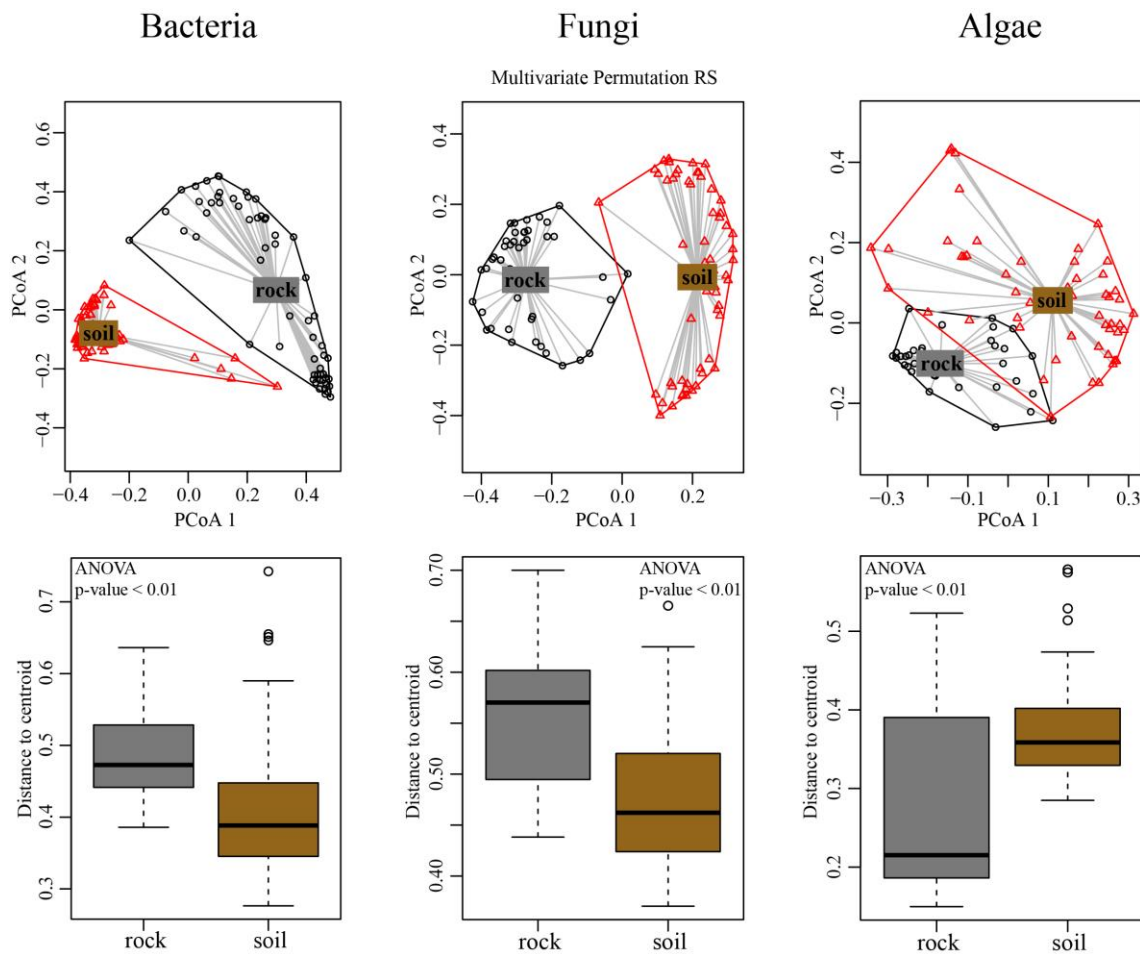 Bacteria
Fungi
Algae
Multivariate Permutation RS
PCoA 2
0.6
0.4
0.2
0.0
−0.2
−0.4
rock
soil
−0.4
−0.2
0.0
0.2
0.4
PCoA 1
PCoA 2
0.4
0.2
0.0
−0.2
−0.4
rock
soil
−0.4
−0.2
0.0
0.2
PCoA 1
PCoA 2
0.4
0.2
0.0
−0.2
soil
rock
−0.3
−0.1
0.1
0.3
PCoA 1
ANOVA
p-value < 0.01
Distance to centroid
0.7
0.6
0.5
0.4
0.3
rock
soil
ANOVA
p-value < 0.01
Distance to centroid
0.70
0.60
0.50
0.40
rock
soil
ANOVA
p-value < 0.01
Distance to centroid
0.5
0.4
0.3
0.2
rock
soil